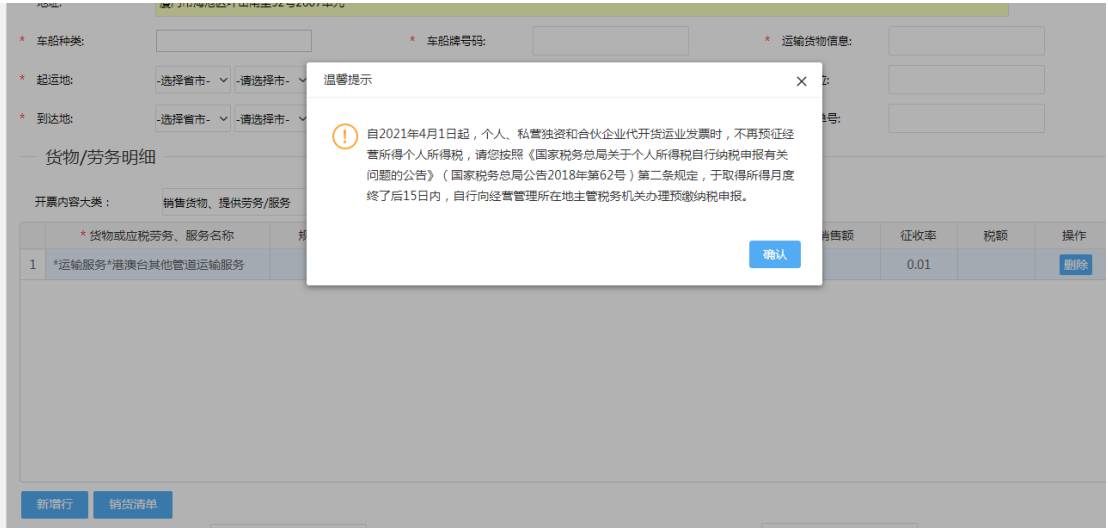 * 车船种类:
* 车船牌号码:
* 运输货物信息:
* 起运地:
-选择省市-
-请选择市-
* 到达地:
-选择省市-
-请选择市-
单号:
温馨提示
自2021年4月1日起，个人、私营独资和合伙企业代开货运业发票时，不再预征经
营所得个人所得税，请您按照《国家税务总局关于个人所得税自行纳税申报有关
问题的公告》（国家税务总局公告2018年第62号）第二条规定，于取得所得月度
终了后15日内，自行向经营管理所在地主管税务机关办理预缴纳税申报。
确认
货物/劳务明细
开票内容大类：
销售货物、提供劳务/服务
* 货物或应税劳务、服务名称
规
销售额
征收率
税额
操作
1
*运输服务*港澳台其他管道运输服务
0.01
删除
新增行
销货清单